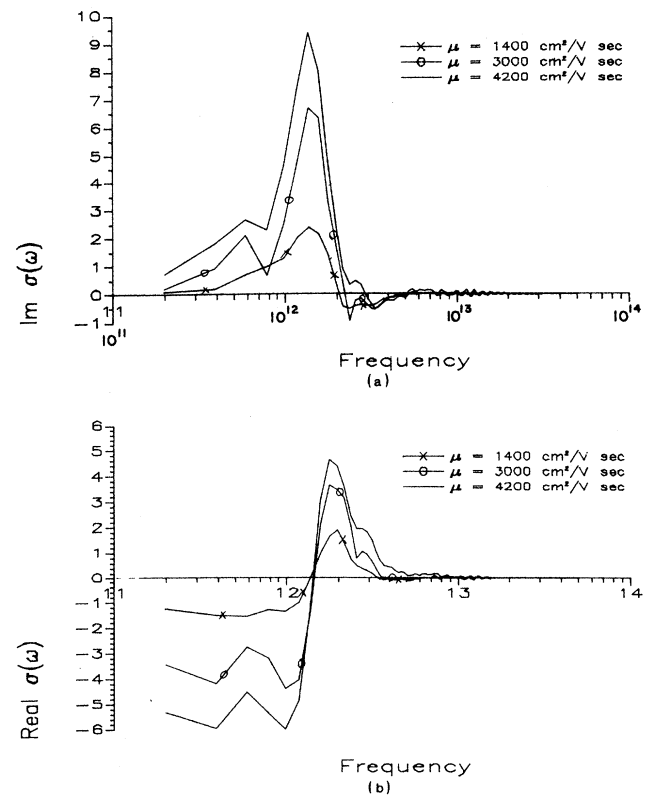 10
9
8
7
6
5
4
3
2
1
0
−1
10¹¹
10¹²
10¹³
10¹⁴
Im σ(ω)
μ = 1400 cm²/V sec
μ = 3000 cm²/V sec
μ = 4200 cm²/V sec
Frequency
(a)
6
5
4
3
2
1
0
−1
−2
−3
−4
−5
−6
11
12
13
14
Real σ(ω)
μ = 1400 cm²/V sec
μ = 3000 cm²/V sec
μ = 4200 cm²/V sec
Frequency
(b)